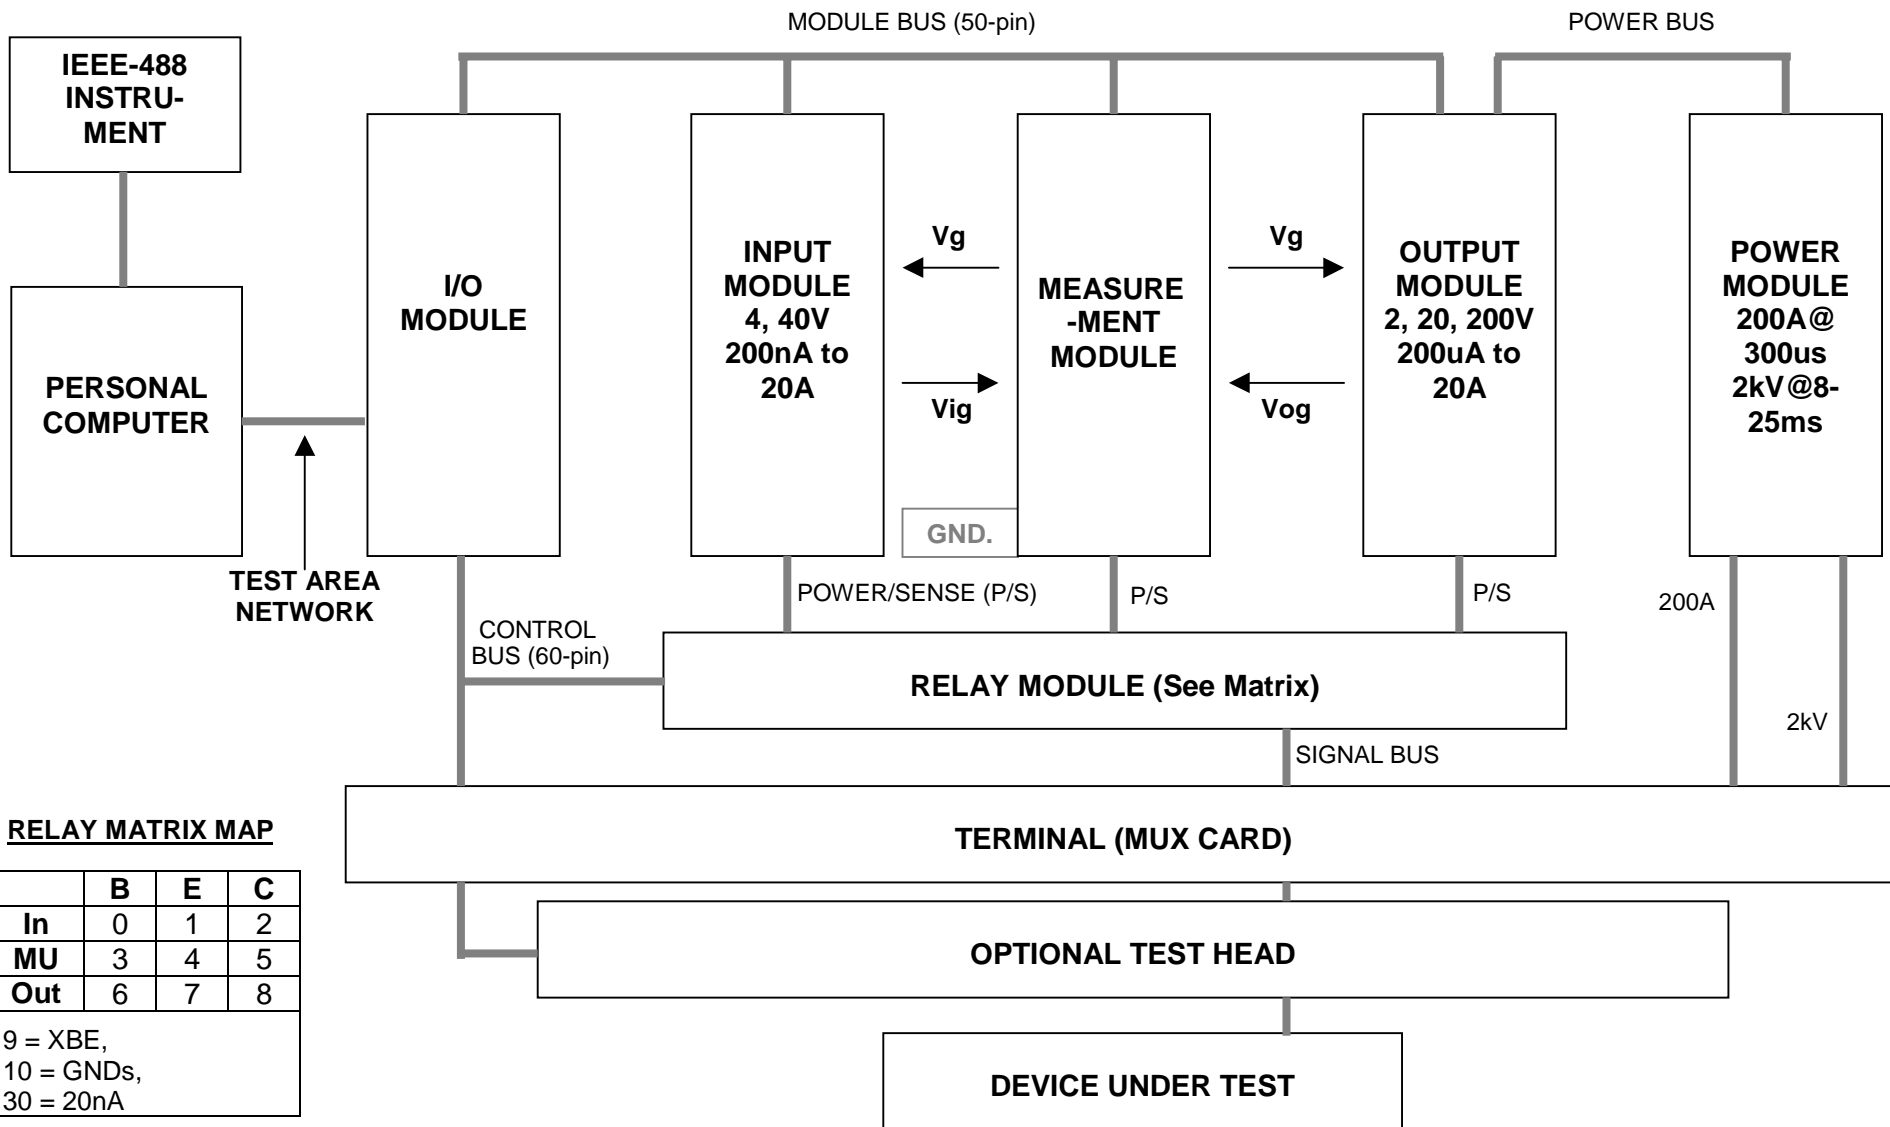 MODULE BUS (50-pin)
POWER BUS
IEEE-488
INSTRU-
MENT
PERSONAL
COMPUTER
TEST AREA
NETWORK
I/O
MODULE
INPUT
MODULE
4, 40V
200nA to
20A
Vg
Vig
GND.
MEASURE
-MENT
MODULE
Vg
Vog
OUTPUT
MODULE
2, 20, 200V
200uA to
20A
POWER
MODULE
200A@
300us
2kV@8-
25ms
POWER/SENSE (P/S)
P/S
P/S
200A
2kV
CONTROL
BUS (60-pin)
RELAY MODULE (See Matrix)
SIGNAL BUS
TERMINAL (MUX CARD)
OPTIONAL TEST HEAD
DEVICE UNDER TEST
RELAY MATRIX MAP
B E C
In 0 1 2
MU 3 4 5
Out 6 7 8
9 = XBE,
10 = GNDs,
30 = 20nA